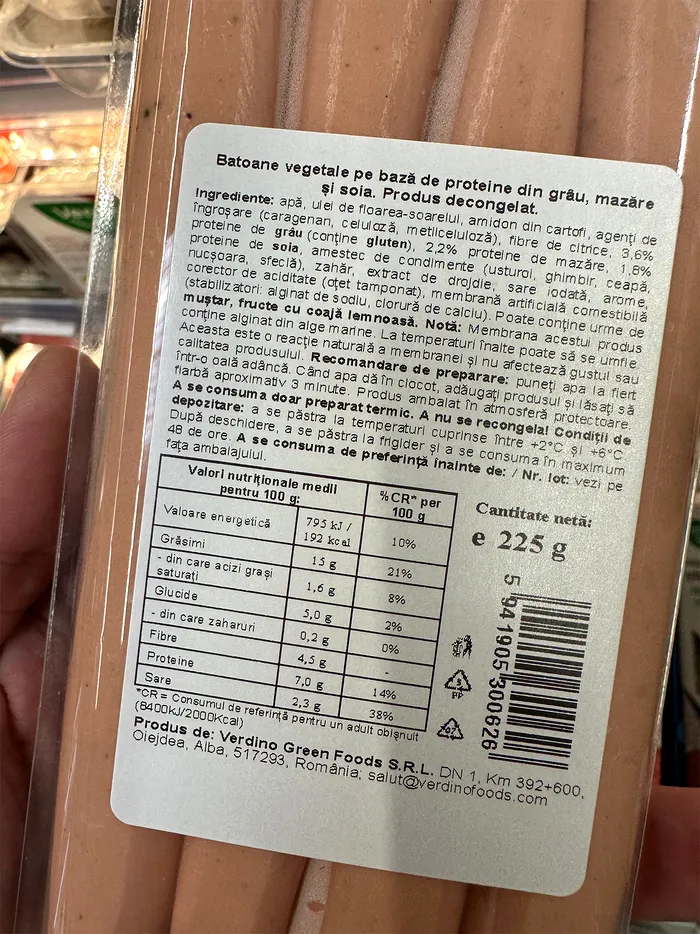 Batoane vegetale pe bază de proteine din grâu, mazăre
și soia. Produs decongelat.
Ingrediente: apă, ulei de floarea-soarelui, amidon din cartofi, agenți de
îngroșare (caragenan, celuloză, metilceluloză), fibre de citrice, 3,6%
proteine de grâu (conține gluten), 2,2% proteine de mazăre, 1,8%
proteine de soia, amestec de condimente (usturoi, ghimbir, ceapă,
nucșoara, sfeclă), zahăr, extract de drojdie, sare iodată, arome,
corector de aciditate (oțet tamponat), membrană artificială comestibilă
(stabilizatori: alginat de sodiu, clorură de calciu). Poate conține urme de
muștar, fructe cu coajă lemnoasă. Notă: Membrana acestui produs
conține alginat din alge marine. La temperaturi înalte poate să se umfle
Aceasta este o reacție naturală a membranei și nu afectează gustul sau
calitatea produsului. Recomandare de preparare: puneți apa la fiert
într-o oală adâncă. Când apa dă în clocot, adăugați produsul și lăsați să
fiarbă aproximativ 3 minute. Produs ambalat în atmosferă protectoare.
A se consuma doar preparat termic. A nu se recongela! Condiții de
depozitare: a se păstra la temperaturi cuprinse între +2°C și +6°C
După deschidere, a se păstra la frigider și a se consuma în maximum
48 de ore. A se consuma de preferință înainte de: / Nr. lot: vezi pe
fața ambalajului.
Valori nutriționale medii pentru 100 g: %CR* per 100 g
Valoare energetică 795 kJ / 192 kcal 10%
Grăsimi 15 g 21%
- din care acizi grași saturați 1,6 g 8%
Glucide 5,0 g 2%
- din care zaharuri 0,2 g 0%
Fibre 4,5 g -
Proteine 7,0 g 14%
Sare 2,3 g 38%
*CR = Consumul de referință pentru un adult obișnuit
(8400kJ/2000Kcal)
Cantitate netă:
e 225 g
5 941905 300626
5
PP
07
Produs de: Verdino Green Foods S.R.L. DN 1, Km 392+600,
Oiejdea, Alba, 517293, România; salut@verdinofoods.com